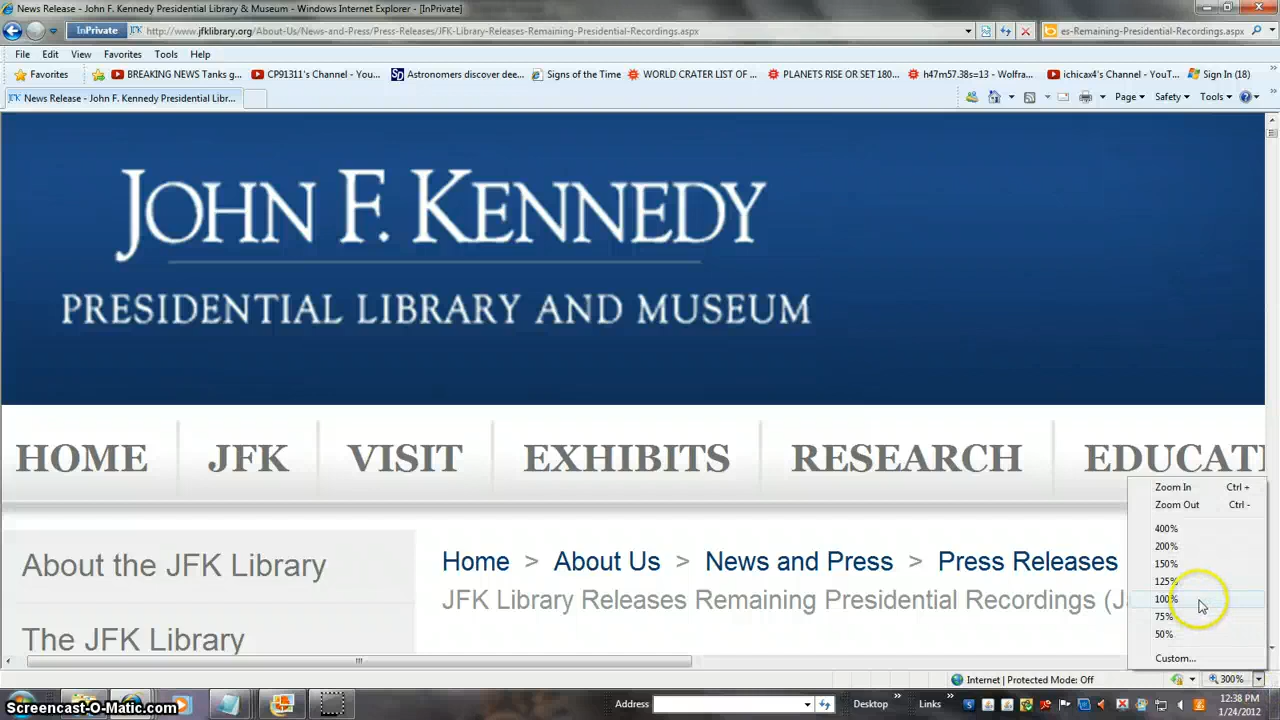 News Release - John F. Kennedy Presidential Library & Museum - Windows Internet Explorer - [InPrivate]
InPrivate http://www.jfklibrary.org/About-Us/News-and-Press/Press-Releases/JFK-Library-Releases-Remaining-Presidential-Recordings.aspx es-Remaining-Presidential-Recordings.aspx
File Edit View Favorites Tools Help
Favorites BREAKING NEWS Tanks g... CP91311's Channel - You... Astronomers discover dee... Signs of the Time WORLD CRATER LIST OF ... PLANETS RISE OR SET 180... h47m57.38s=13 - Wolfra... ichicax4's Channel - YouT... Sign In (18)
News Release - John F. Kennedy Presidential Libr... Page Safety Tools
JOHN F. KENNEDY
PRESIDENTIAL LIBRARY AND MUSEUM
HOME JFK VISIT EXHIBITS RESEARCH EDUCATI
Zoom In Ctrl +
Zoom Out Ctrl -
400%
200%
150%
125%
100%
75%
50%
Custom...
Home > About Us > News and Press > Press Releases
JFK Library Releases Remaining Presidential Recordings (J
About the JFK Library
The JFK Library
Internet | Protected Mode: Off 300%
Address Desktop Links 12:38 PM
1/24/2012
Screencast-O-Matic.com